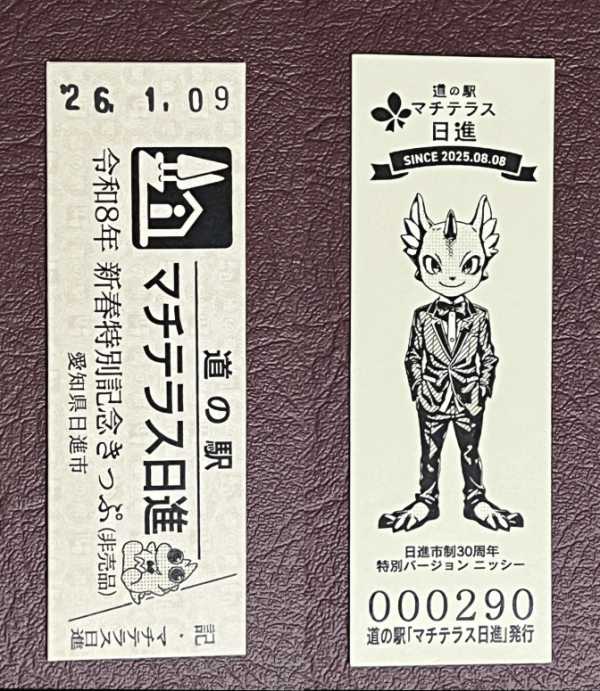 '26. 1. 09
道の駅
マチテラス日進
令和8年 新春特別記念きっぷ(非売品)
愛知県日進市
記・マチテラス日進
道の駅
マチテラス
日進
SINCE 2025.08.08
日進市制30周年
特別バージョン ニッシー
000290
道の駅「マチテラス日進」発行